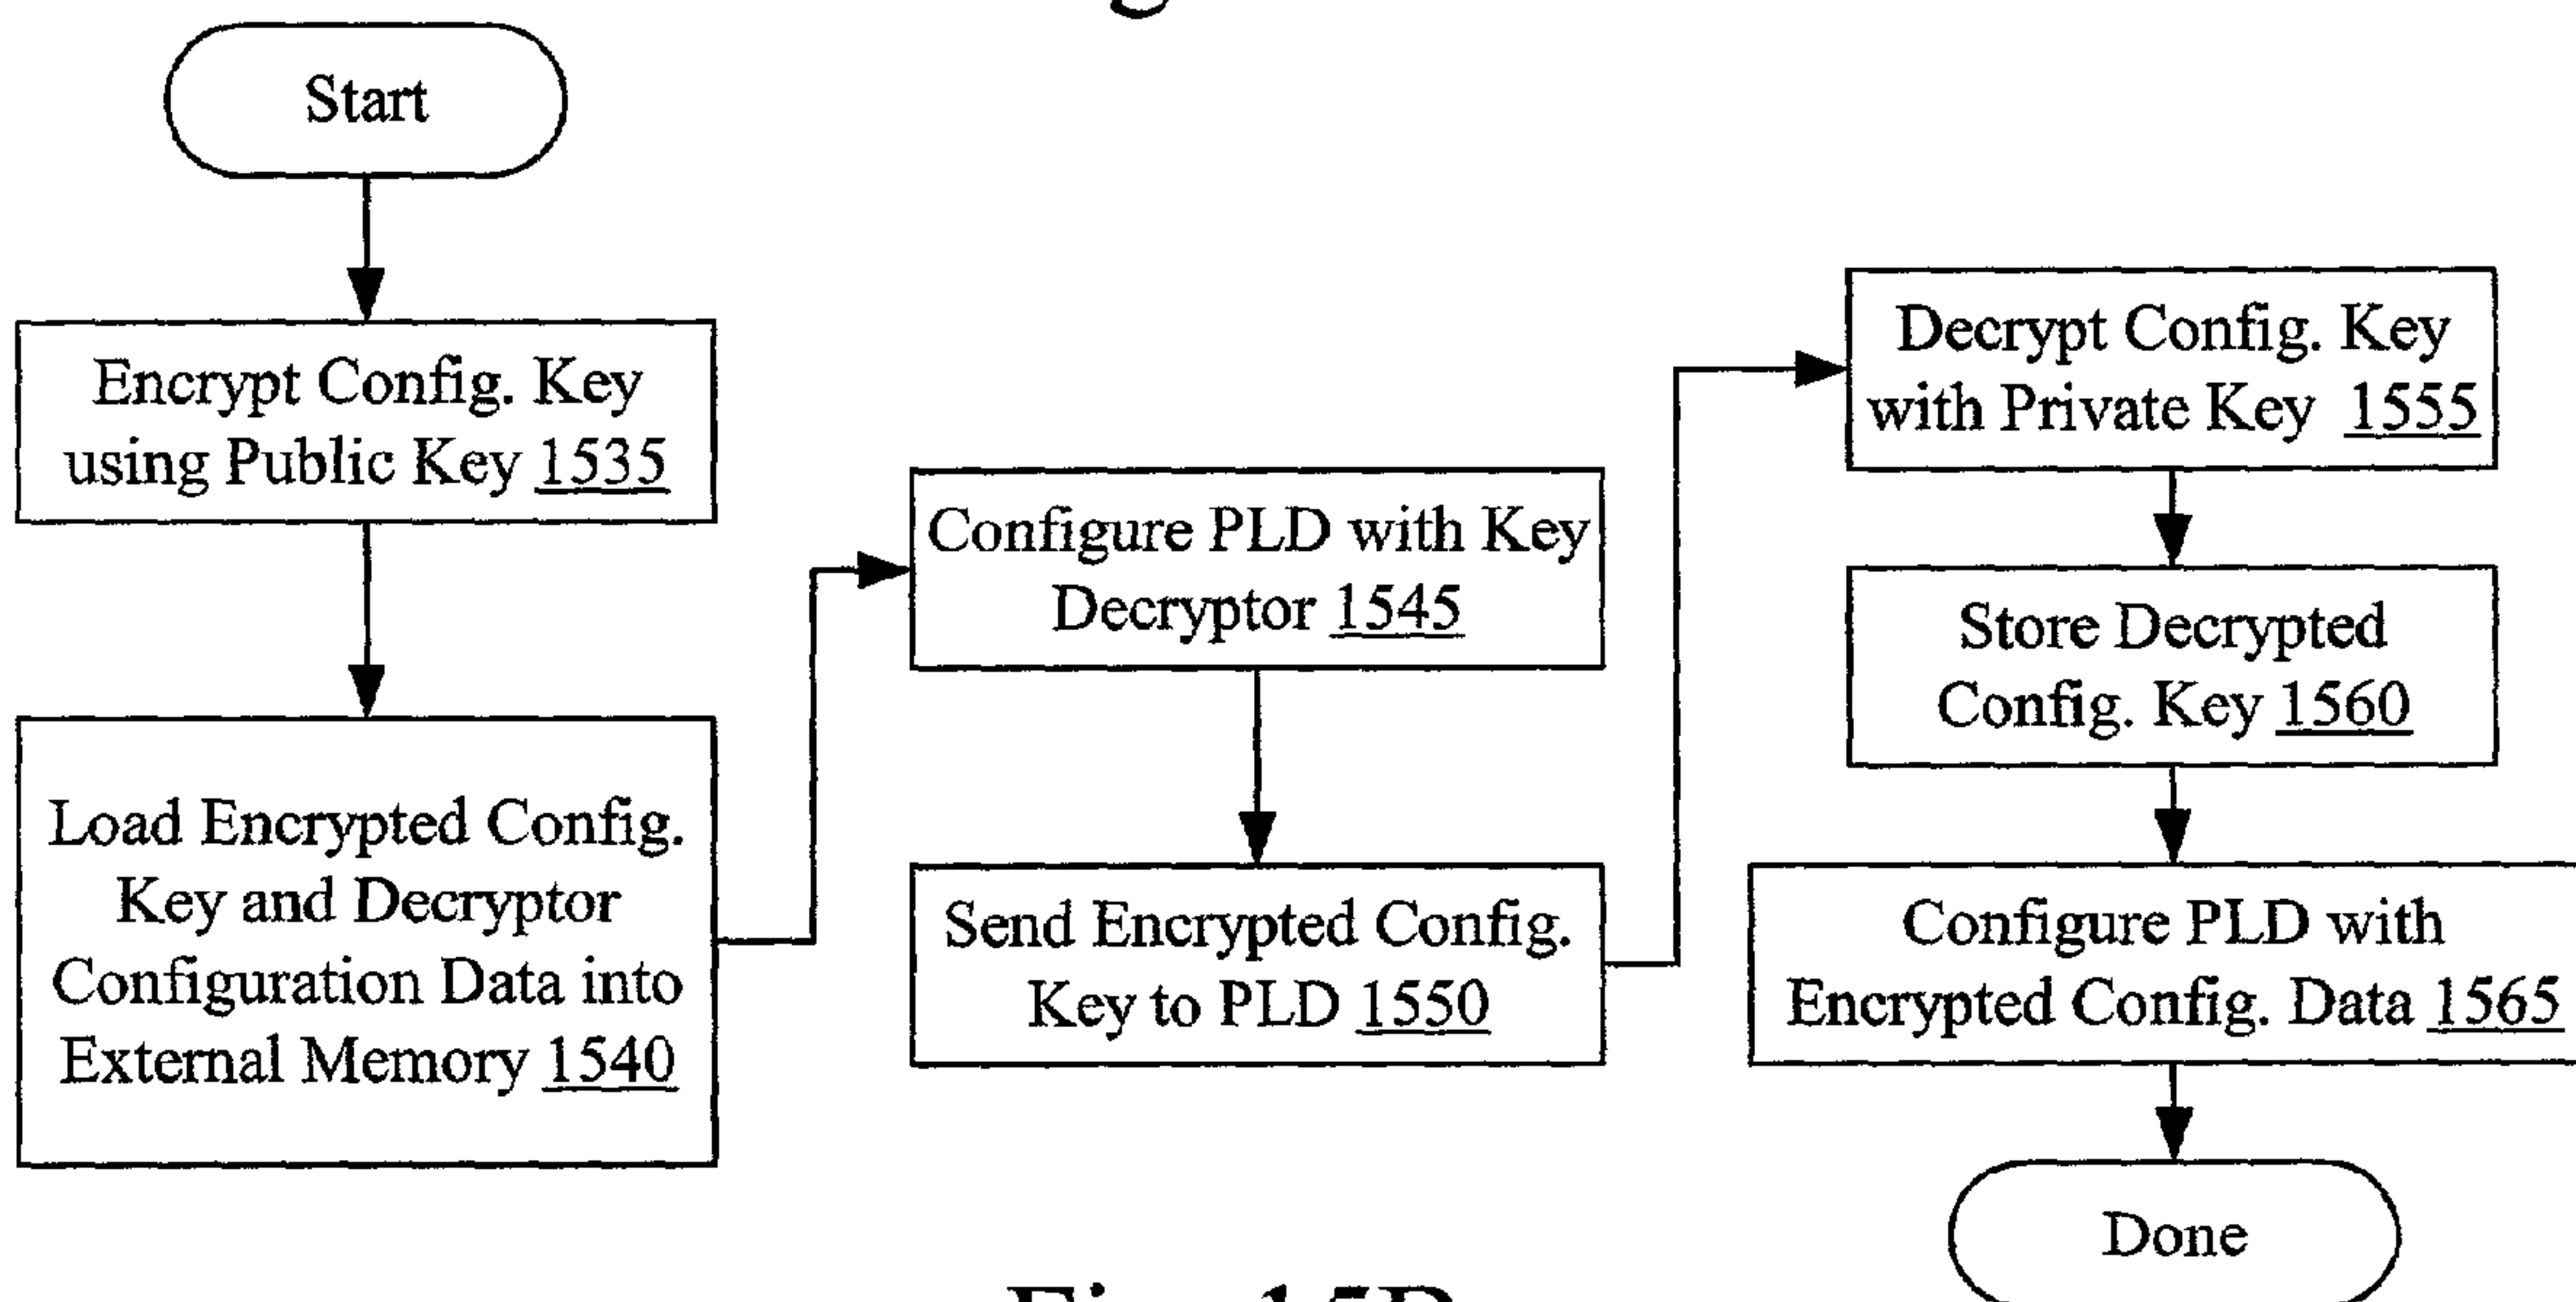 Start
Encrypt Config. Key
using Public Key 1535
Load Encrypted Config.
Key and Decryptor
Configuration Data into
External Memory 1540
Configure PLD with Key
Decryptor 1545
Send Encrypted Config.
Key to PLD 1550
Decrypt Config. Key
with Private Key 1555
Store Decrypted
Config. Key 1560
Configure PLD with
Encrypted Config. Data 1565
Done